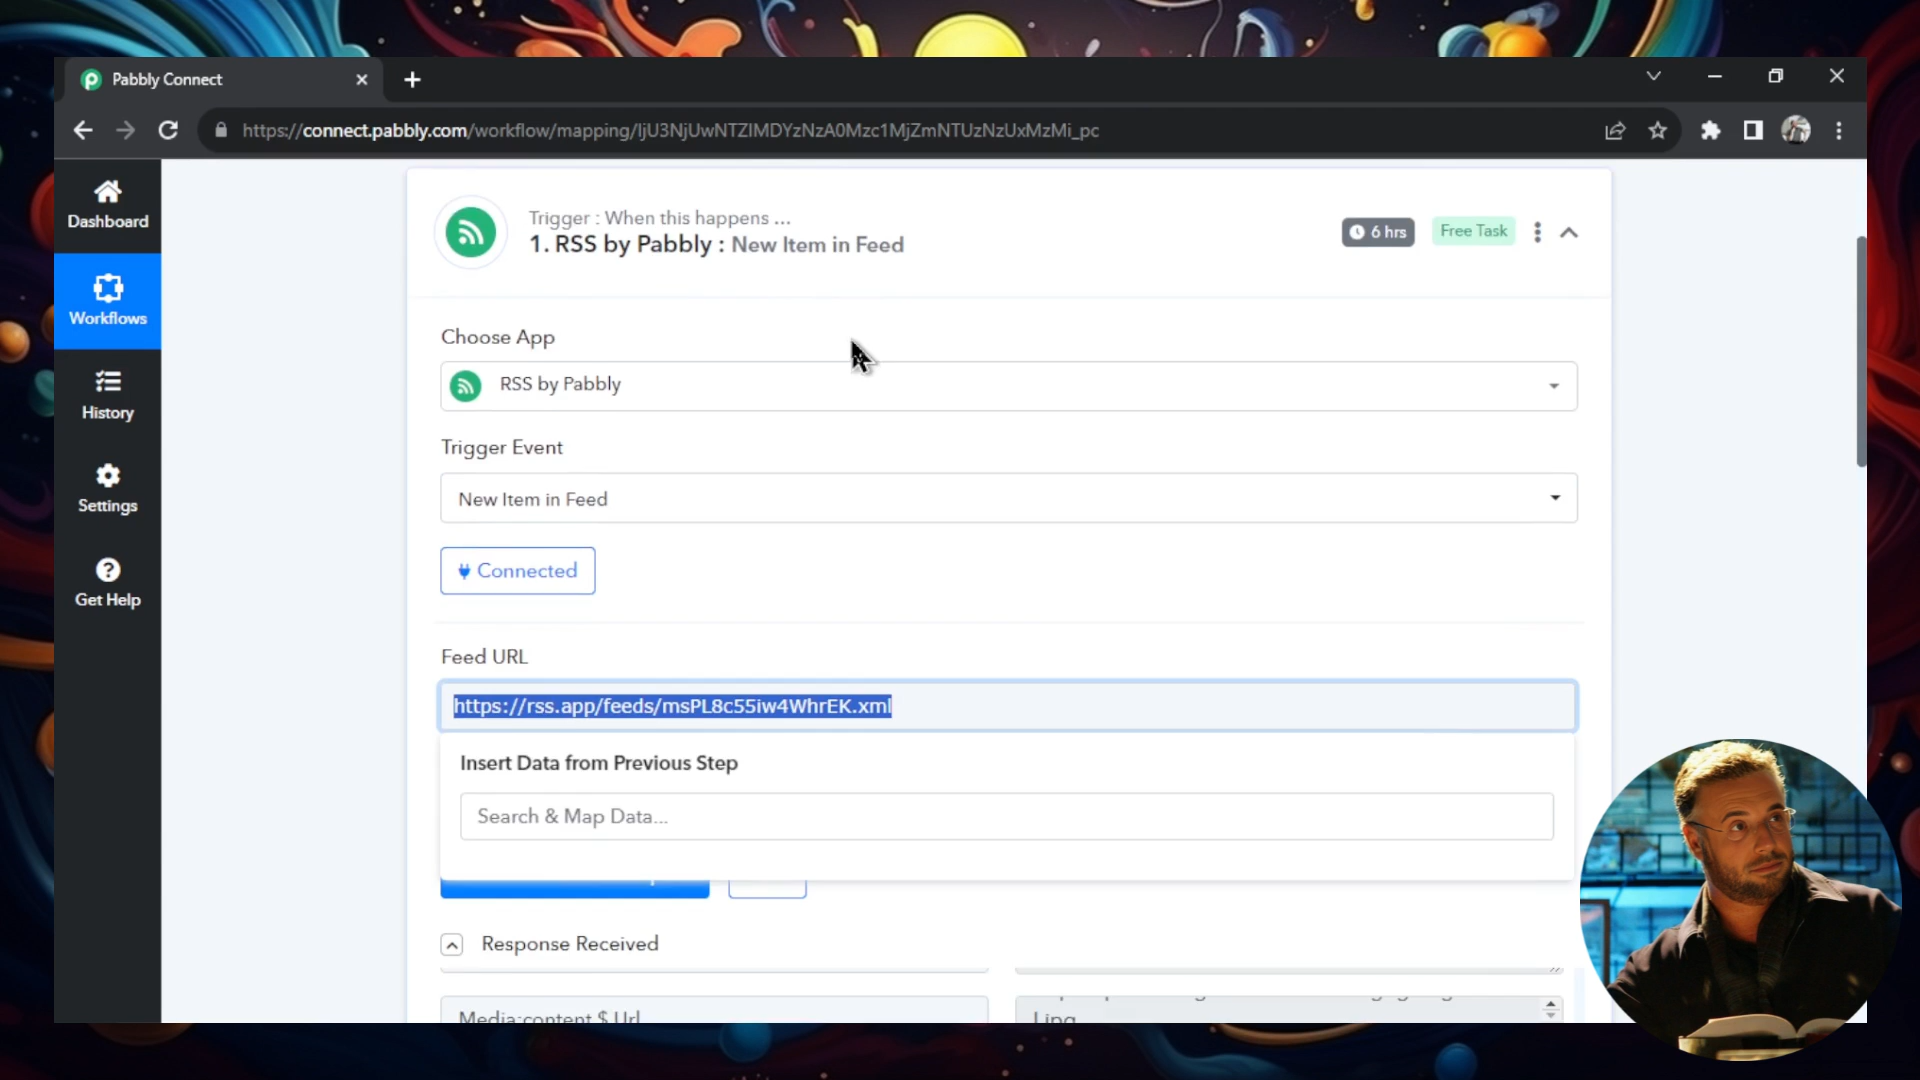 Pabbly Connect
https://connect.pabbly.com/workflow/mapping/IjU3NjUwNTZlMDYzNzA0Mzc1MjZmNTUzNzUxMzMi_pc
Dashboard
Workflows
History
Settings
Get Help
Trigger : When this happens ...
1. RSS by Pabbly : New Item in Feed
6 hrs
Free Task
Choose App
RSS by Pabbly
Trigger Event
New Item in Feed
Connected
Feed URL
https://rss.app/feeds/msPL8c55iw4WhrEK.xml
Insert Data from Previous Step
Search & Map Data...
Response Received
Media:content $ Url